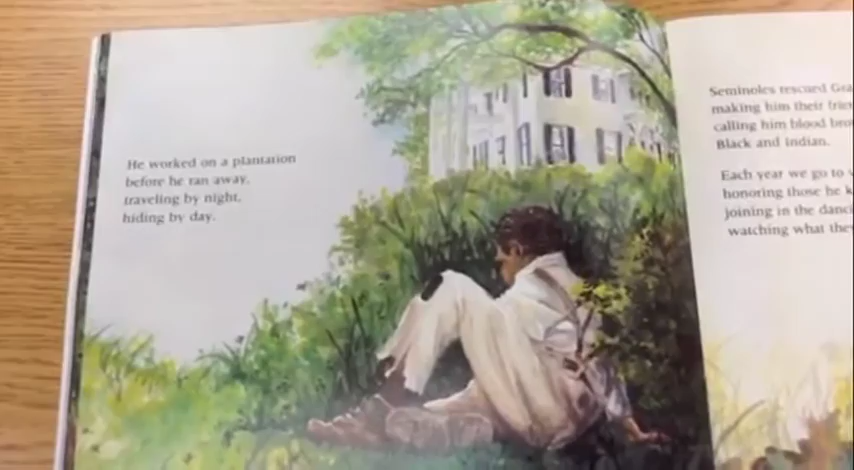 He worked on a plantation
before he ran away,
traveling by night,
hiding by day.
Seminoles rescued
making him their
calling him blood
Black and Indian.
Each year we go to
honoring those he
joining in the
watching what